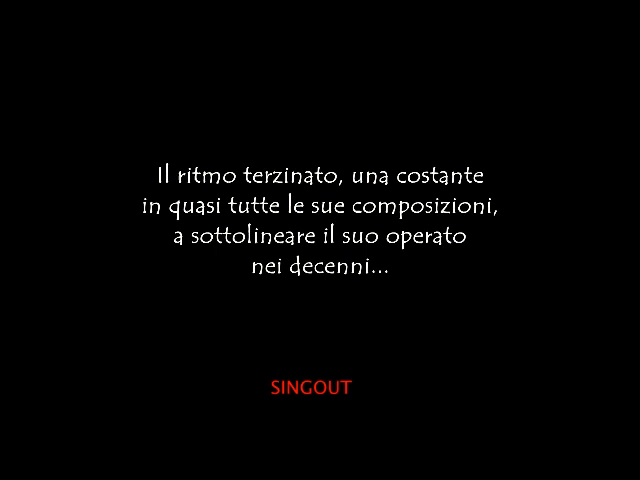 Il ritmo terzinato, una costante
in quasi tutte le sue composizioni,
a sottolineare il suo operato
nei decenni...
SINGOUT